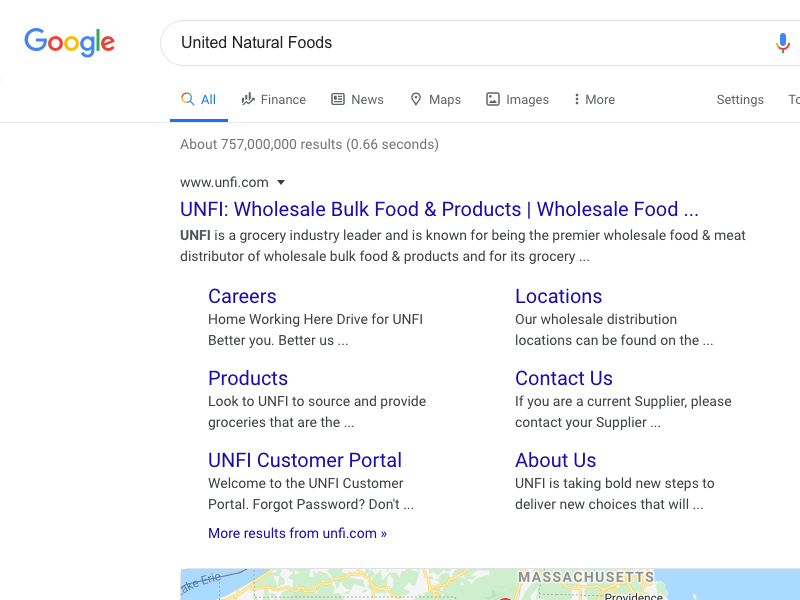 Google
United Natural Foods
All Finance News Maps Images More Settings To
About 757,000,000 results (0.66 seconds)
www.unfi.com
UNFI: Wholesale Bulk Food & Products | Wholesale Food ...
UNFI is a grocery industry leader and is known for being the premier wholesale food & meat
distributor of wholesale bulk food & products and for its grocery ...
Careers
Home Working Here Drive for UNFI
Better you. Better us ...
Locations
Our wholesale distribution
locations can be found on the ...
Products
Look to UNFI to source and provide
groceries that are the ...
Contact Us
If you are a current Supplier, please
contact your Supplier ...
UNFI Customer Portal
Welcome to the UNFI Customer
Portal. Forgot Password? Don't ...
About Us
UNFI is taking bold new steps to
deliver new choices that will ...
More results from unfi.com »
ake Erie
MASSACHUSETTS
Providence